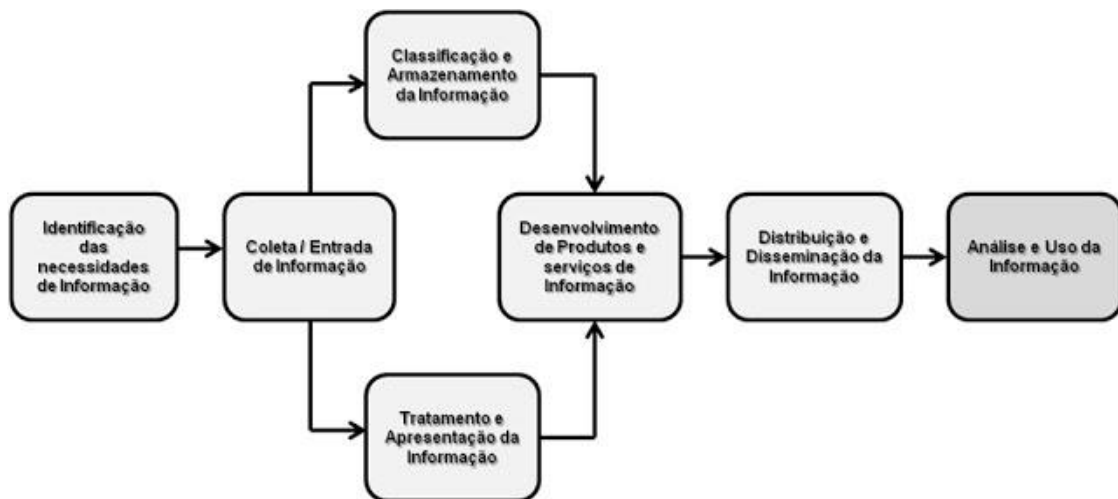 Classificação e
Armazenamento
da Informação
Identificação
das
necessidades
de Informação
Coleta / Entrada
de Informação
Desenvolvimento
de Produtos e
serviços de
Informação
Distribuição e
Disseminação da
Informação
Análise e Uso da
Informação
Tratamento e
Apresentação da
Informação